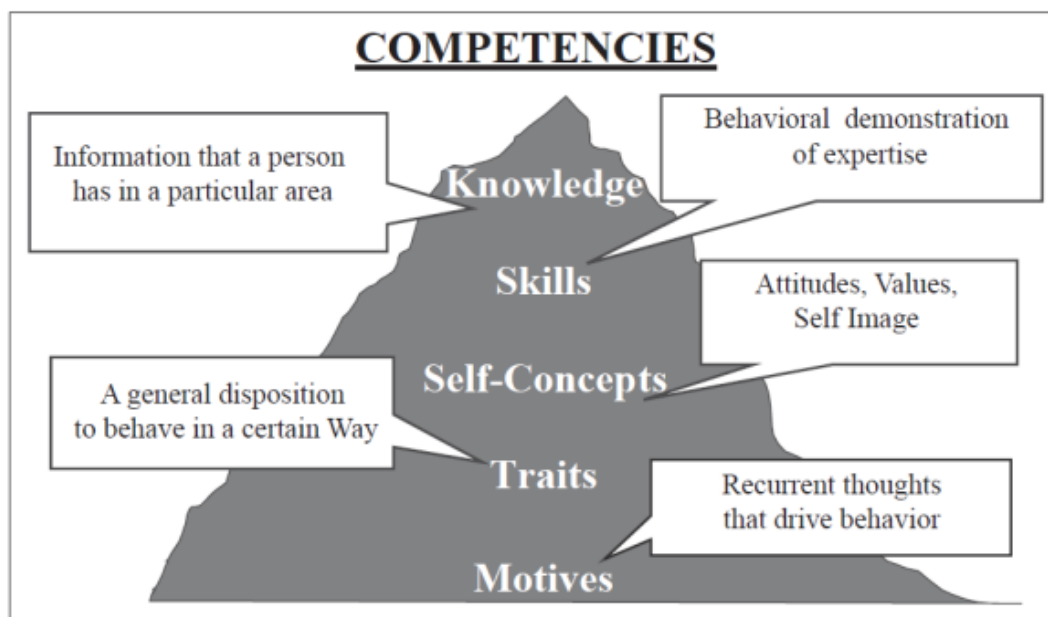 COMPETENCIES
Information that a person
has in a particular area
Behavioral demonstration
of expertise
Knowledge
Skills
Attitudes, Values,
Self Image
Self-Concepts
A general disposition
to behave in a certain Way
Traits
Recurrent thoughts
that drive behavior
Motives